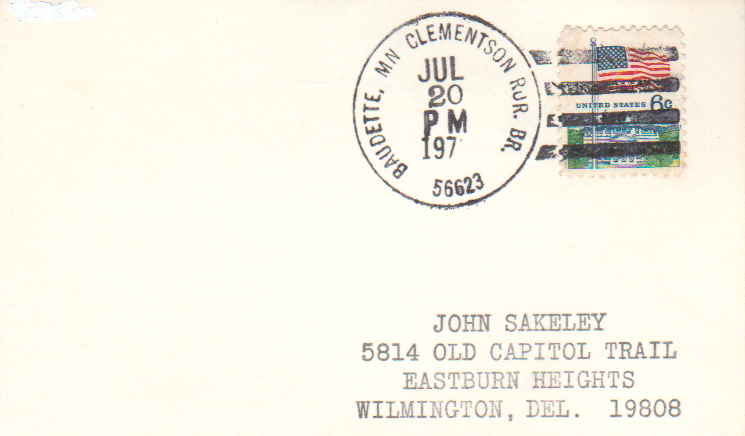 BAUDETTE, MN CLEMENTSON RUR. BR.
JUL
20
PM
197
56623
UNITED STATES 6c
JOHN SAKELEY
5814 OLD CAPITOL TRAIL
EASTBURN HEIGHTS
WILMINGTON, DEL. 19808